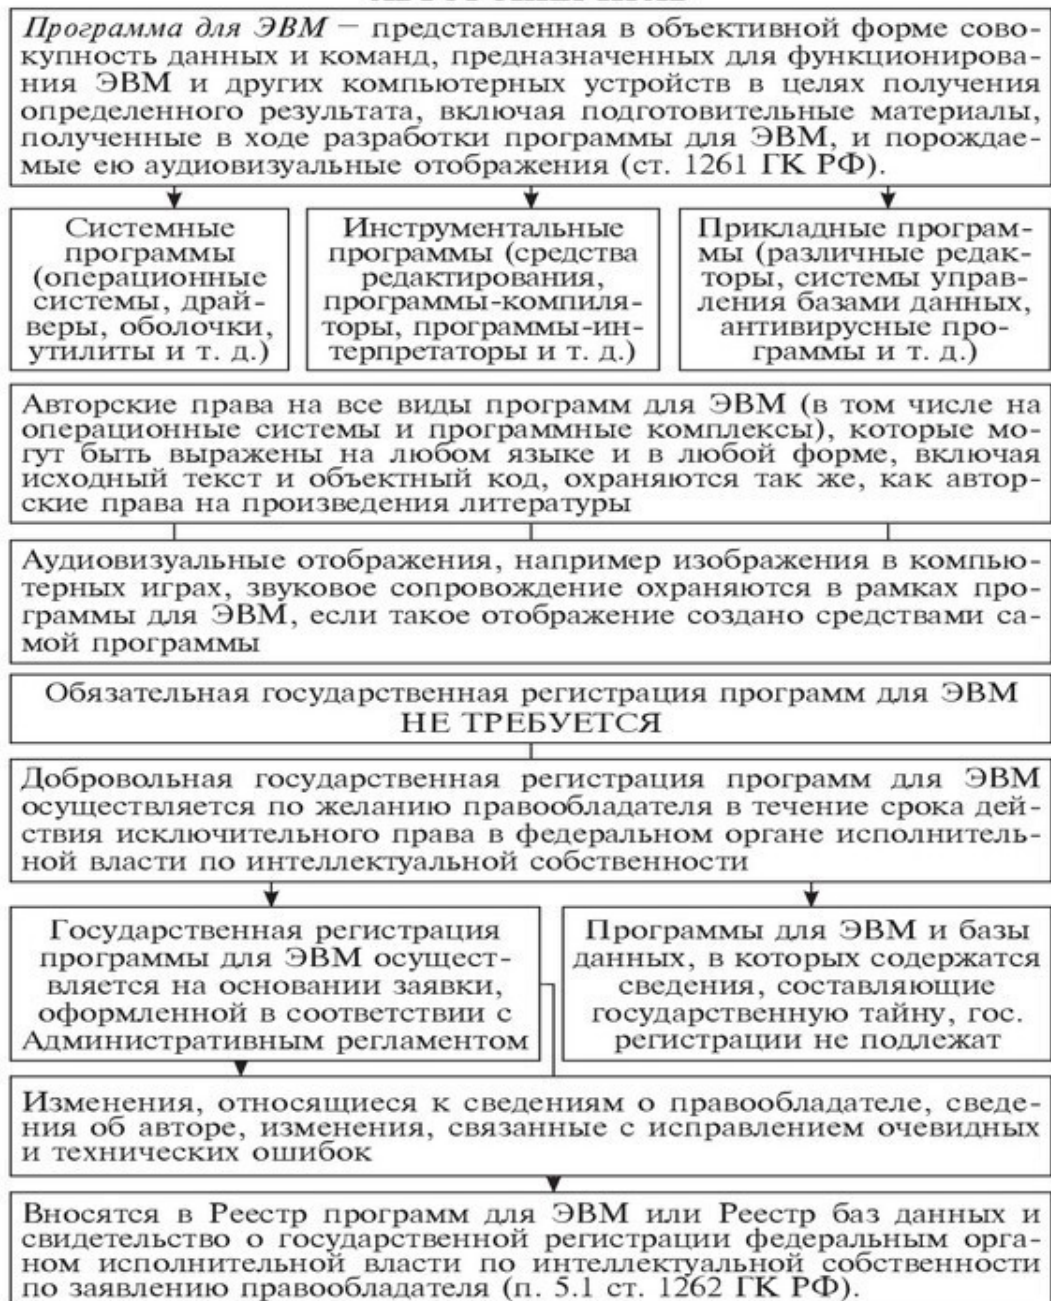 Программа для ЭВМ – представленная в объективной форме сово-
купность данных и команд, предназначенных для функционирова-
ния ЭВМ и других компьютерных устройств в целях получения
определенного результата, включая подготовительные материалы,
полученные в ходе разработки программы для ЭВМ, и порождае-
мые ею аудиовизуальные отображения (ст. 1261 ГК РФ).
Системные
программы
(операционные
системы, драй-
веры, оболочки,
утилиты и т. д.)
Инструментальные
программы (средства
редактирования,
программы-компиля-
торы, программы-ин-
терпретаторы и т. д.)
Прикладные програм-
мы (различные редак-
торы, системы управ-
ления базами данных,
антивирусные про-
граммы и т. д.)
Авторские права на все виды программ для ЭВМ (в том числе на
операционные системы и программные комплексы), которые мо-
гут быть выражены на любом языке и в любой форме, включая
исходный текст и объектный код, охраняются так же, как автор-
ские права на произведения литературы
Аудиовизуальные отображения, например изображения в компью-
терных играх, звуковое сопровождение охраняются в рамках про-
граммы для ЭВМ, если такое отображение создано средствами са-
мой программы
Обязательная государственная регистрация программ для ЭВМ
НЕ ТРЕБУЕТСЯ
Добровольная государственная регистрация программ для ЭВМ
осуществляется по желанию правообладателя в течение срока дей-
ствия исключительного права в федеральном органе исполнитель-
ной власти по интеллектуальной собственности
Государственная регистрация
программы для ЭВМ осущест-
вляется на основании заявки,
оформленной в соответствии с
Административным регламентом
Программы для ЭВМ и базы
данных, в которых содержатся
сведения, составляющие
государственную тайну, гос.
регистрации не подлежат
Изменения, относящиеся к сведениям о правообладателе, сведе-
ния об авторе, изменения, связанные с исправлением очевидных
и технических ошибок
Вносятся в Реестр программ для ЭВМ или Реестр баз данных и
свидетельство о государственной регистрации федеральным орга-
ном исполнительной власти по интеллектуальной собственности
по заявлению правообладателя (п. 5.1 ст. 1262 ГК РФ).